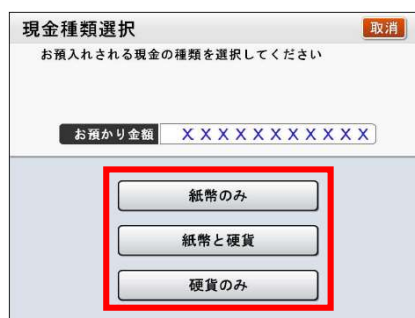 現金種類選択
取消
お預入れされる現金の種類を選択してください
お預かり金額 XXXXXXXXXXX
紙幣のみ
紙幣と硬貨
硬貨のみ